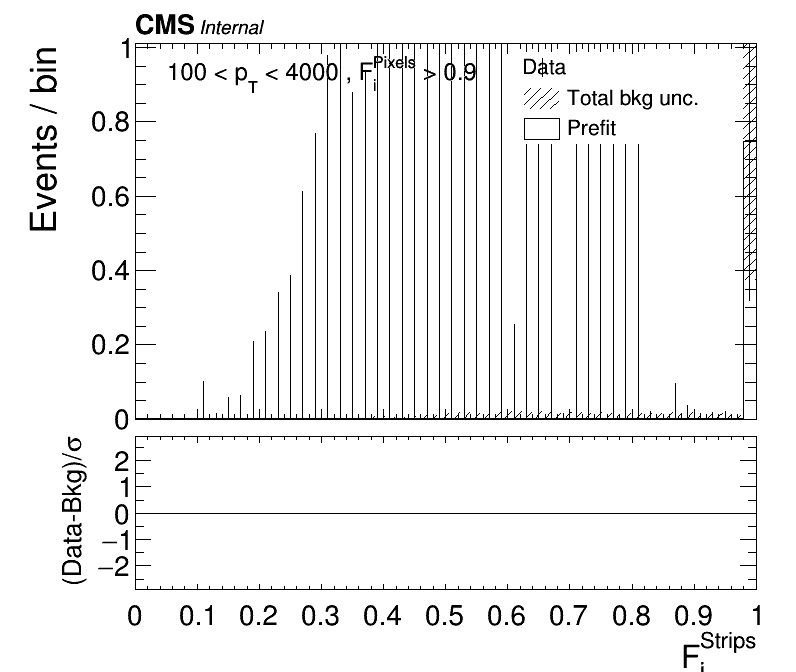 CMS Internal
100 < p_T < 4000 , F_i^Pixels > 0.9
Data
Total bkg unc.
Prefit
Events / bin
1
0.8
0.6
0.4
0.2
0
(Data-Bkg)/σ
2
1
0
−1
−2
0 0.1 0.2 0.3 0.4 0.5 0.6 0.7 0.8 0.9 1
F_i^Strips